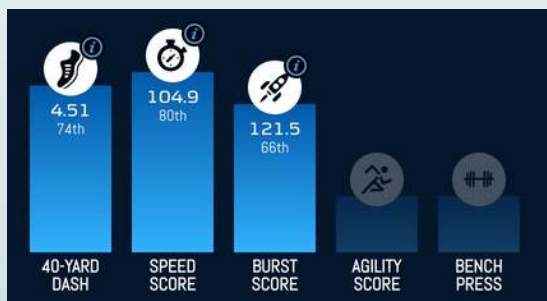 4.51
74th
104.9
80th
121.5
66th
40-YARD
DASH
SPEED
SCORE
BURST
SCORE
AGILITY
SCORE
BENCH
PRESS